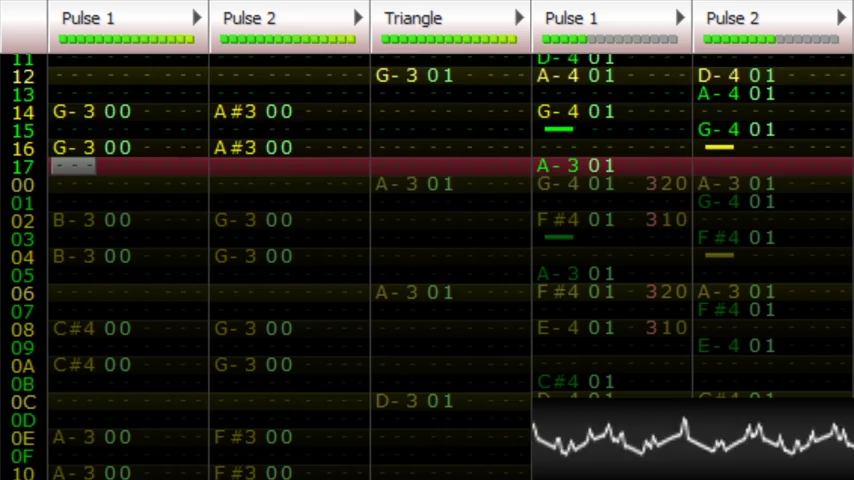 Pulse 1 Pulse 2 Triangle Pulse 1 Pulse 2
11 D- 4 01
12 G- 3 01 A- 4 01 D- 4 01
13 A- 4 01
14 G- 3 00 A#3 00 G- 4 01
15 G- 4 01
16 G- 3 00 A#3 00
17 - - - A- 3 01
00 A- 3 01 G- 4 01 320 A- 3 01
01 G- 4 01
02 B- 3 00 G- 3 00 F#4 01 310
03 F#4 01
04 B- 3 00 G- 3 00
05 A- 3 01
06 A- 3 01 F#4 01 320 A- 3 01
07 F#4 01
08 C#4 00 G- 3 00 E- 4 01 310
09 E- 4 01
0A C#4 00 G- 3 00
0B C#4 01
0C D- 3 01
0D
0E A- 3 00 F#3 00
0F
10 A- 3 00 F#3 00